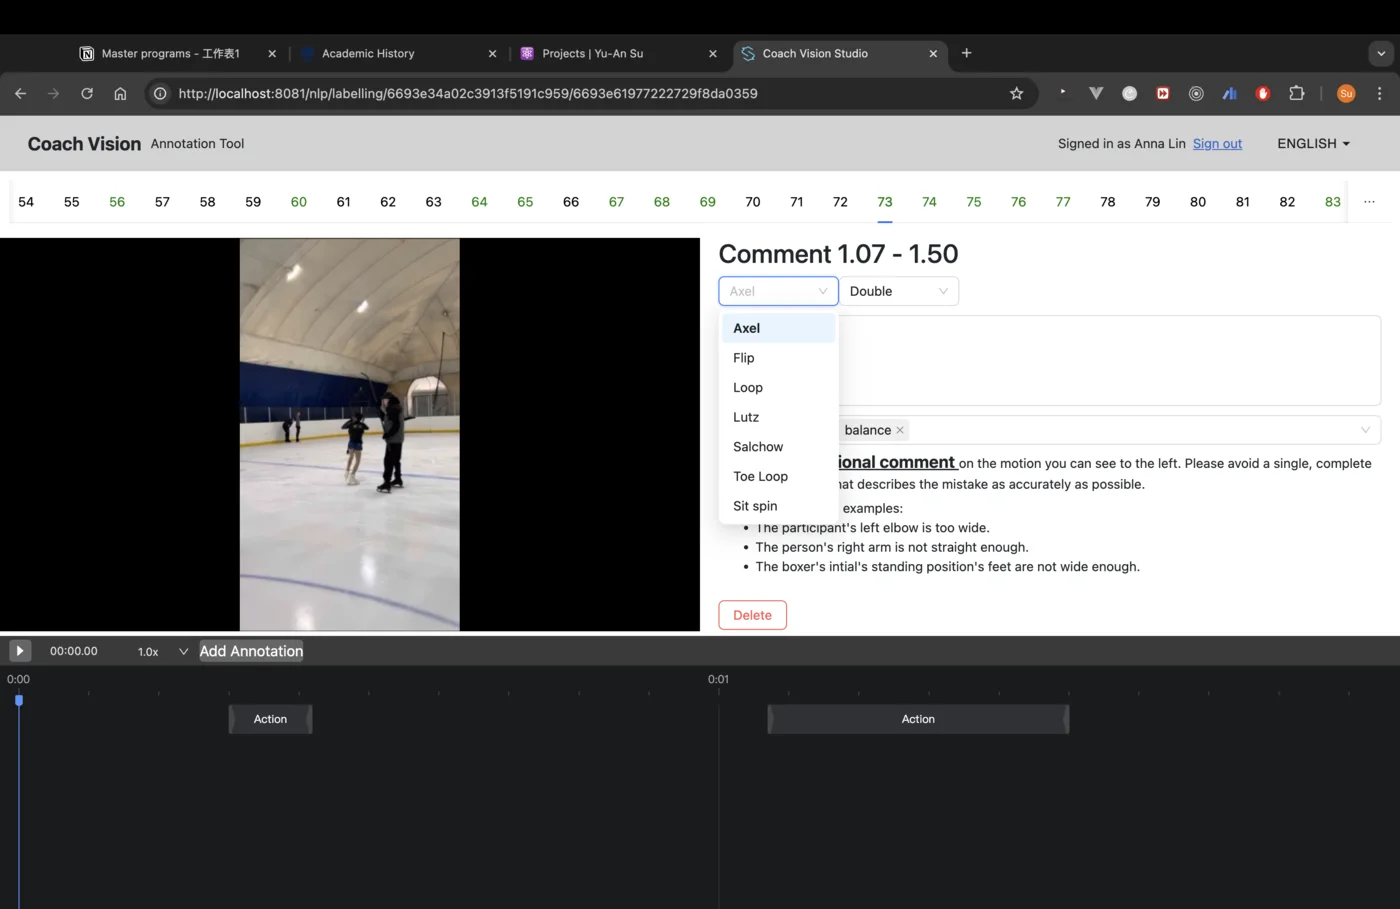 Master programs - 工作表1
Academic History
Projects | Yu-An Su
Coach Vision Studio
http://localhost:8081/nlp/labelling/6693e34a02c3913f5191c959/6693e61977222729f8da0359
Su
Coach Vision Annotation Tool
Signed in as Anna Lin Sign out ENGLISH
54 55 56 57 58 59 60 61 62 63 64 65 66 67 68 69 70 71 72 73 74 75 76 77 78 79 80 81 82 83 ...
Comment 1.07 - 1.50
Axel Double
Axel
Flip
Loop
Lutz
Salchow
Toe Loop
Sit spin
balance
ional comment on the motion you can see to the left. Please avoid a single, complete
hat describes the mistake as accurately as possible.
examples:
• The participant's left elbow is too wide.
• The person's right arm is not straight enough.
• The boxer's intial's standing position's feet are not wide enough.
Delete
00:00.00 1.0x Add Annotation
0:00 0:01
Action Action